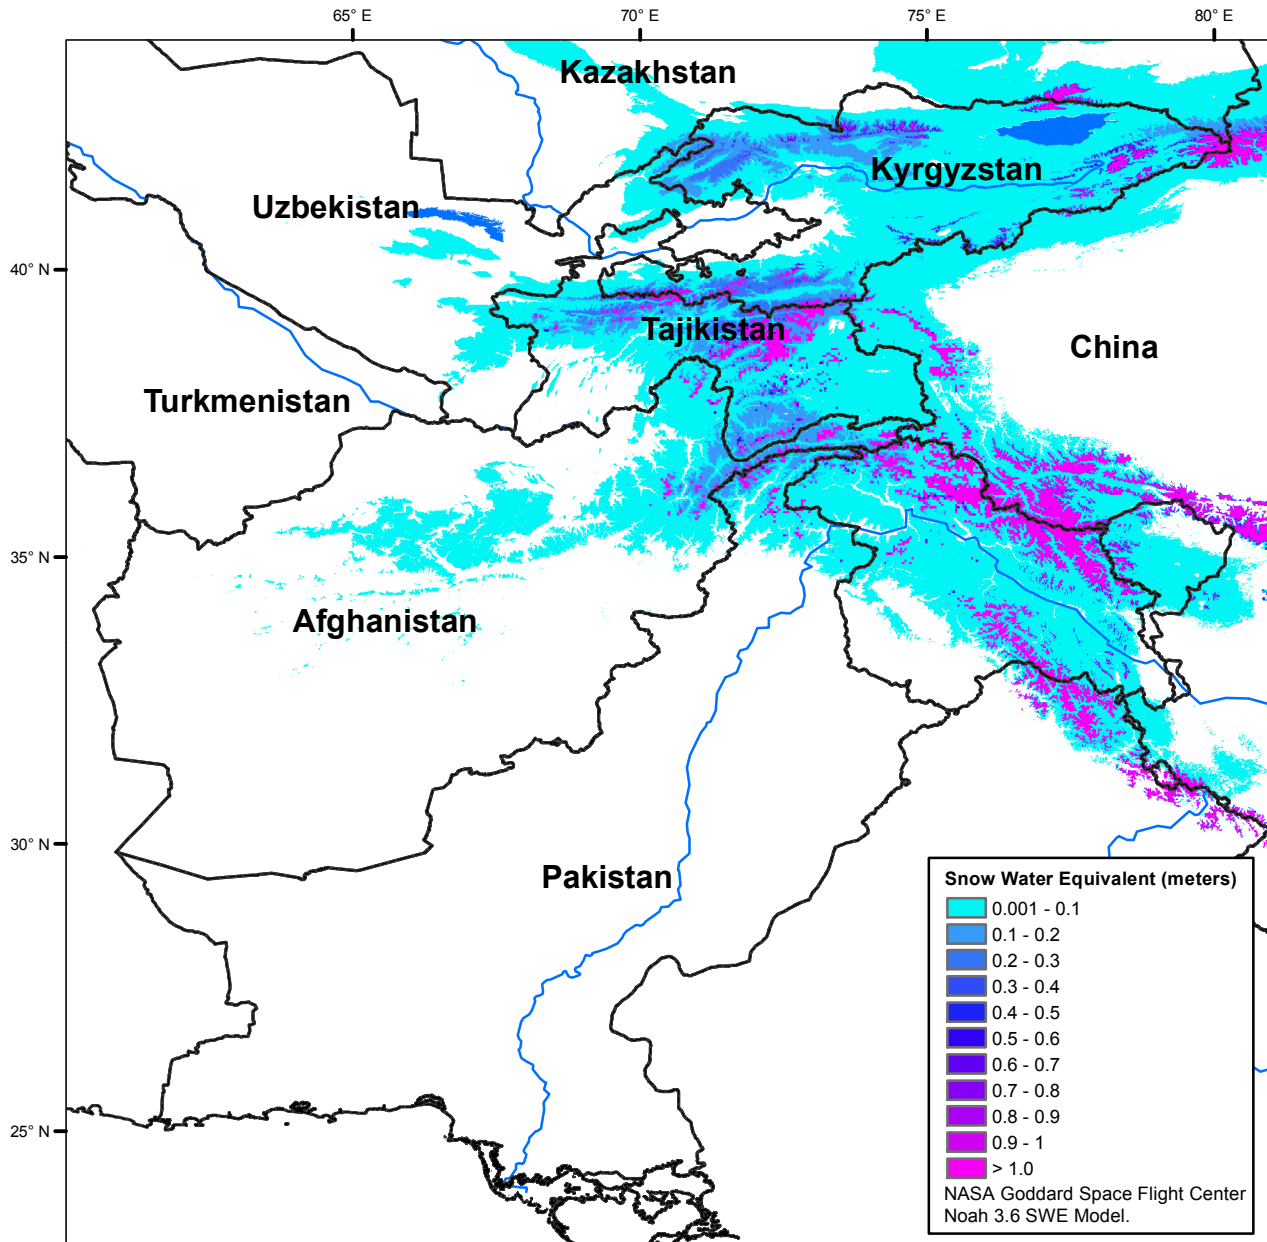 65° E
70° E
75° E
80° E
Kazakhstan
Kyrgyzstan
Uzbekistan
40° N
Tajikistan
China
Turkmenistan
35° N
Afghanistan
30° N
Pakistan
25° N
Snow Water Equivalent (meters)
0.001 - 0.1
0.1 - 0.2
0.2 - 0.3
0.3 - 0.4
0.4 - 0.5
0.5 - 0.6
0.6 - 0.7
0.7 - 0.8
0.8 - 0.9
0.9 - 1
> 1.0
NASA Goddard Space Flight Center
Noah 3.6 SWE Model.